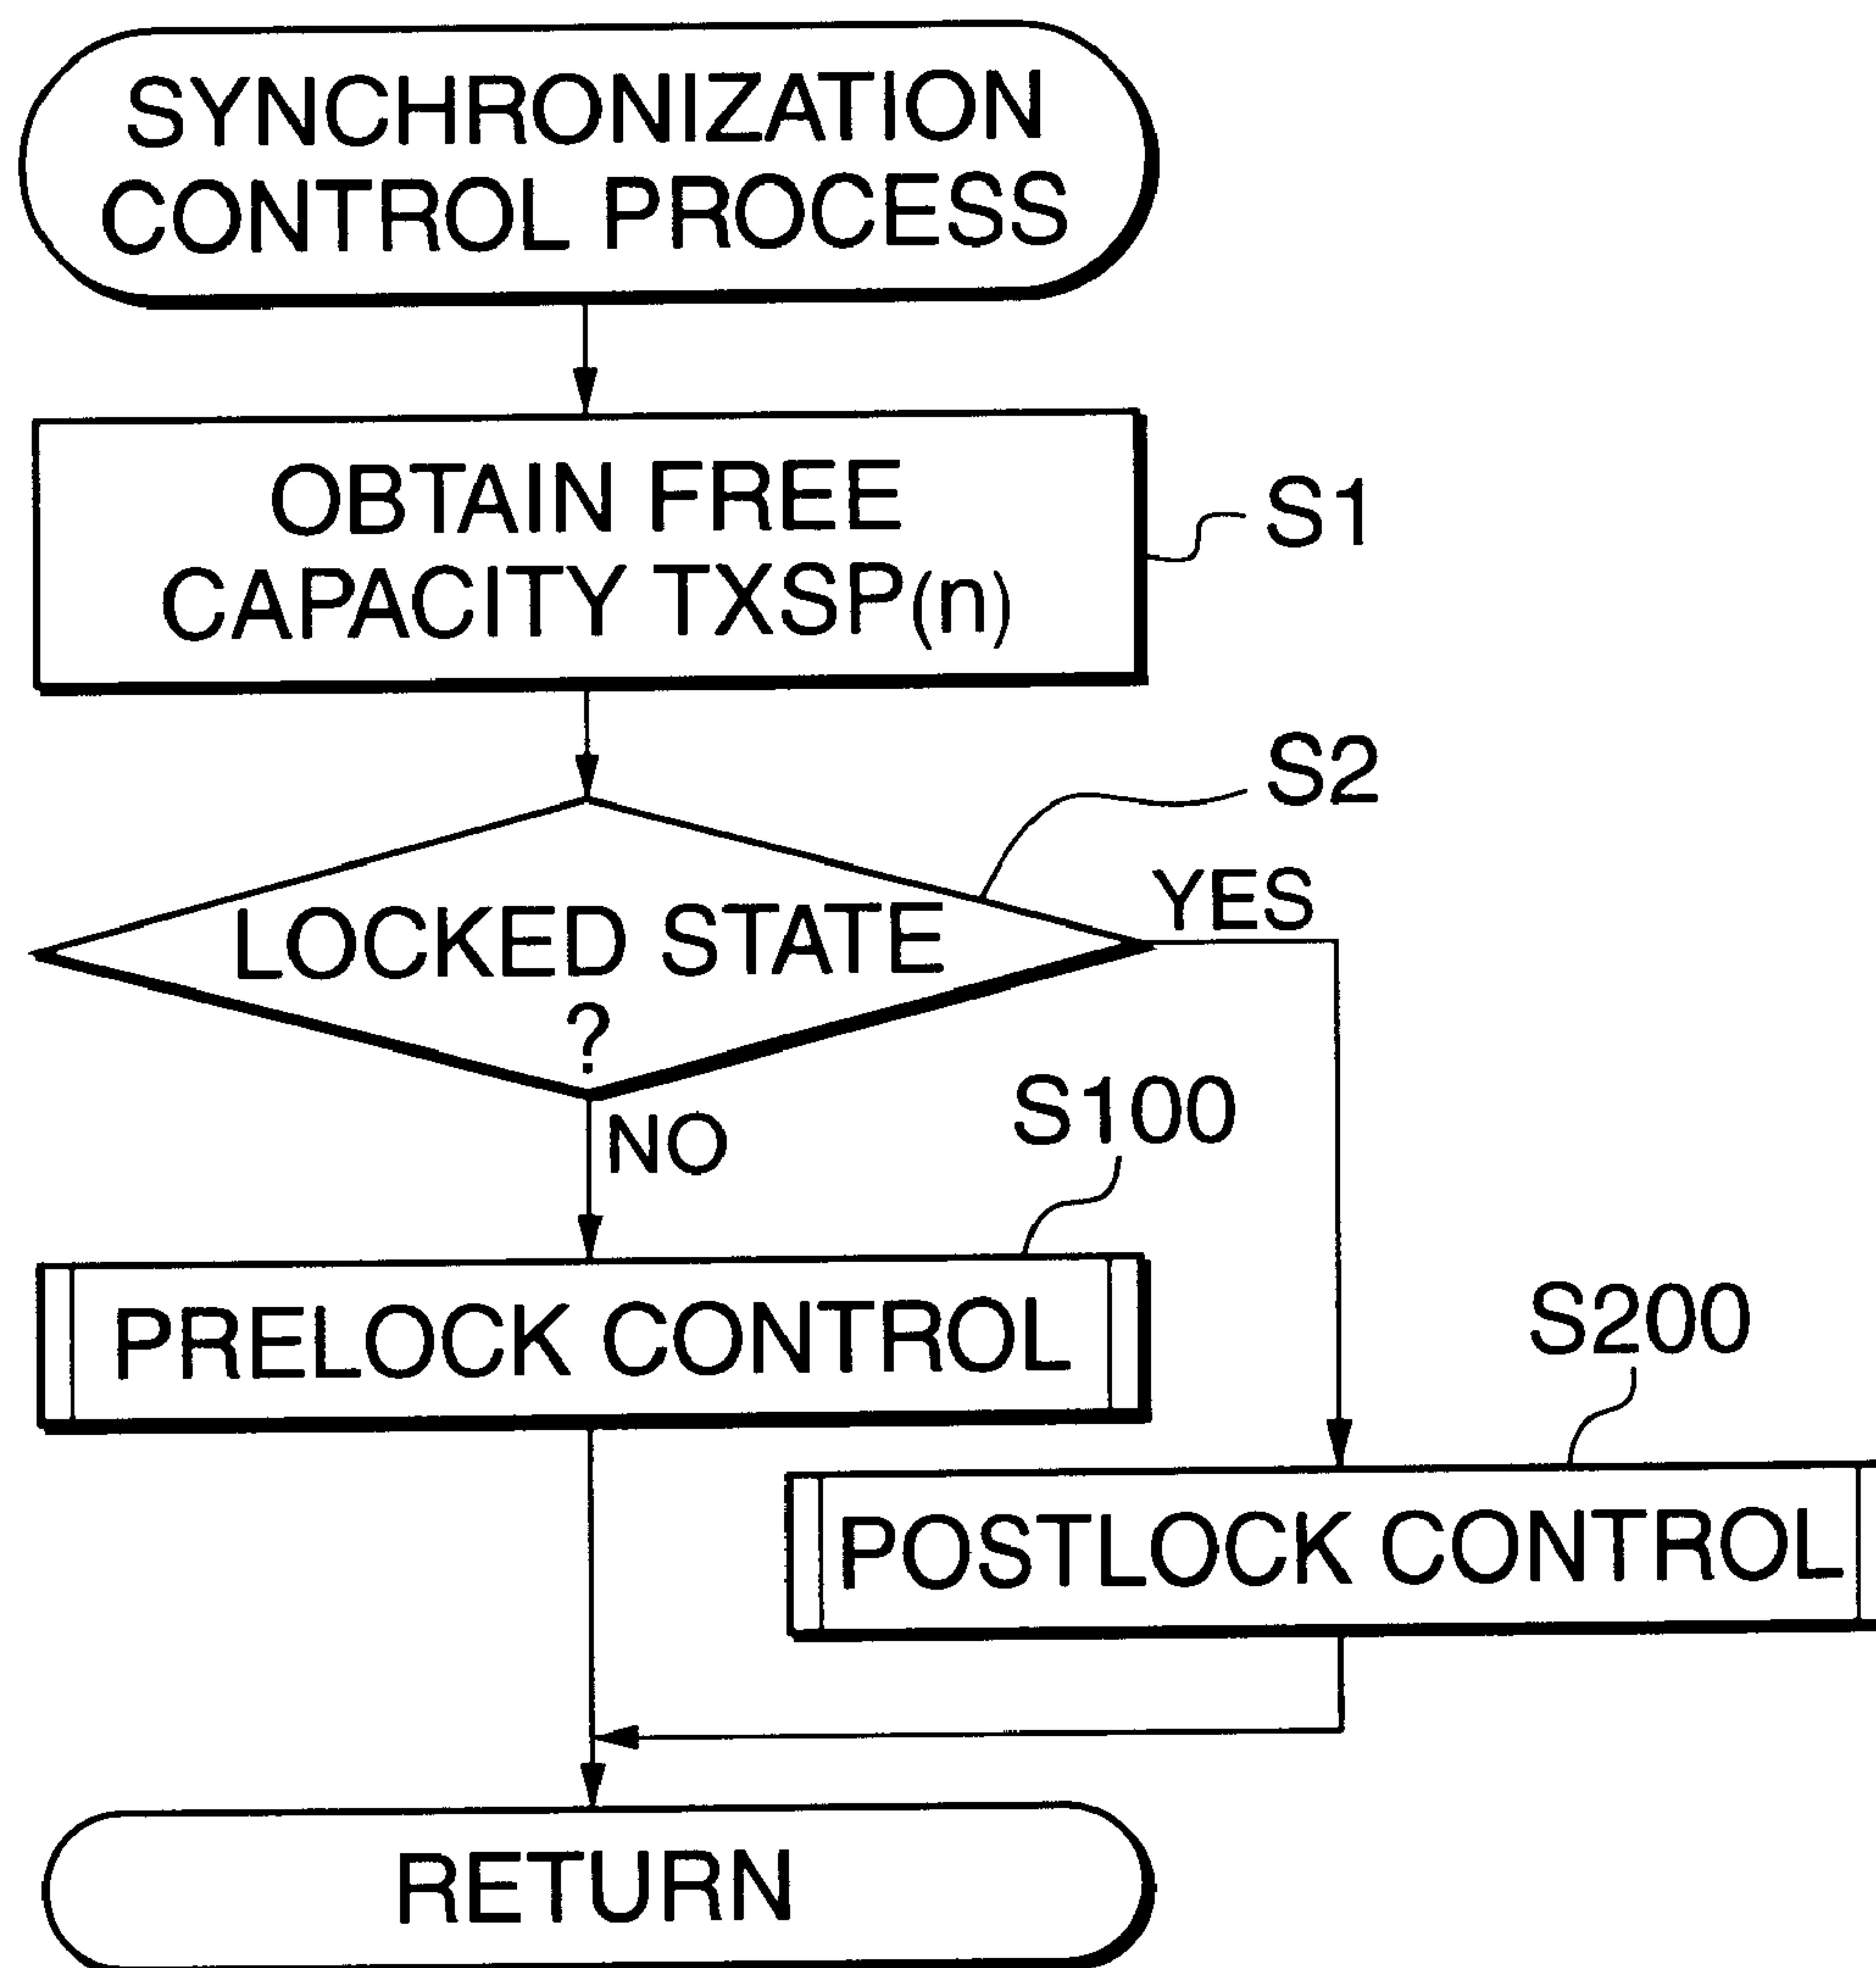 SYNCHRONIZATION
CONTROL PROCESS
OBTAIN FREE
CAPACITY TXSP(n)
S1
S2
LOCKED STATE
?
YES
NO
S100
PRELOCK CONTROL
S200
POSTLOCK CONTROL
RETURN